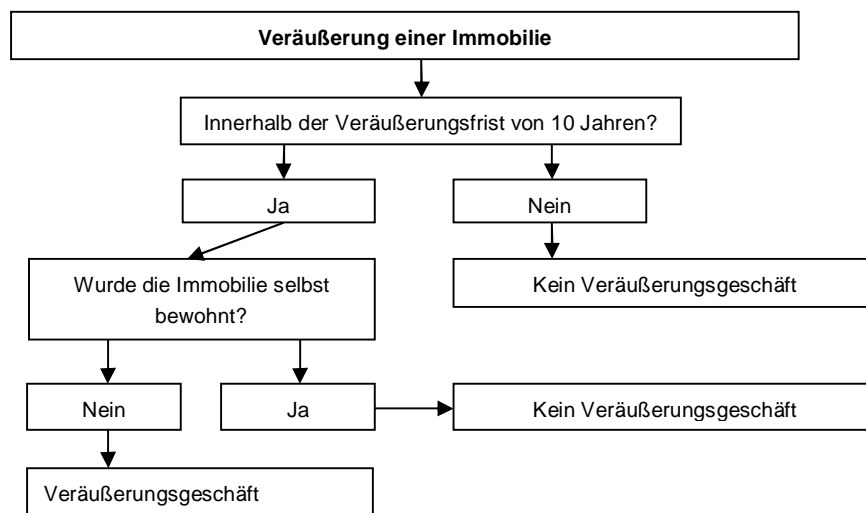 Veräußerung einer Immobilie
Innerhalb der Veräußerungsfrist von 10 Jahren?
Ja
Nein
Wurde die Immobilie selbst
bewohnt?
Kein Veräußerungsgeschäft
Nein
Ja
Kein Veräußerungsgeschäft
Veräußerungsgeschäft